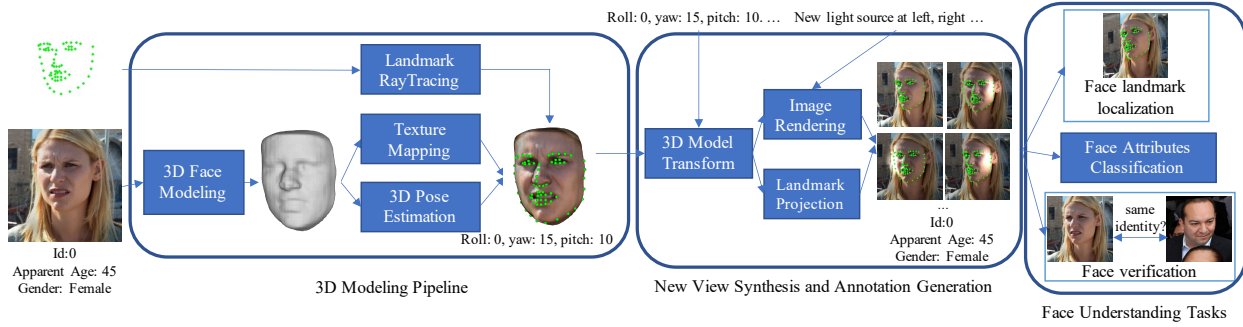 Id:0
Apparent Age: 45
Gender: Female
Landmark
RayTracing
3D Face
Modeling
Texture
Mapping
3D Pose
Estimation
Roll: 0, yaw: 15, pitch: 10
3D Modeling Pipeline
Roll: 0, yaw: 15, pitch: 10. …
New light source at left, right …
3D Model
Transform
Image
Rendering
Landmark
Projection
…
Id:0
Apparent Age: 45
Gender: Female
New View Synthesis and Annotation Generation
Face landmark
localization
Face Attributes
Classification
same
identity?
Face verification
Face Understanding Tasks